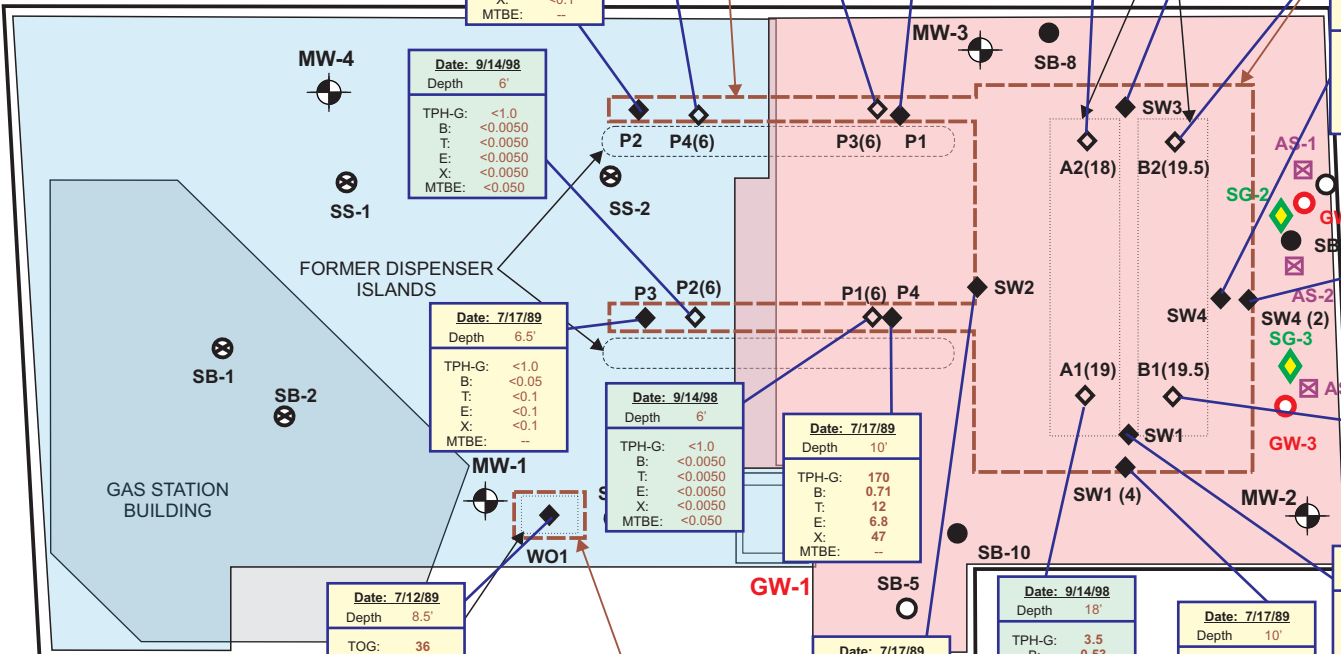 X: <0.1
MTBE: --
MW-4
MW-3
SB-8
Date: 9/14/98
Depth 6'
TPH-G: <1.0
B: <0.0050
T: <0.0050
E: <0.0050
X: <0.0050
MTBE: <0.050
P2
P4(6)
P3(6)
P1
SW3
A2(18)
B2(19.5)
AS-1
SS-1
SS-2
SG-2
GW
SB
AS-2
FORMER DISPENSER
ISLANDS
P3
P2(6)
P1(6)
P4
SW2
SW4
SW4 (2)
SG-3
Date: 7/17/89
Depth 6.5'
TPH-G: <1.0
B: <0.05
T: <0.1
E: <0.1
X: <0.1
MTBE: --
SB-1
SB-2
A1(19)
B1(19.5)
AS
Date: 9/14/98
Depth 6'
TPH-G: <1.0
B: <0.0050
T: <0.0050
E: <0.0050
X: <0.0050
MTBE: <0.050
Date: 7/17/89
Depth 10'
TPH-G: 170
B: 0.71
T: 12
E: 6.8
X: 47
MTBE: --
SW1
GW-3
MW-1
SW1 (4)
MW-2
GAS STATION
BUILDING
S
WO1
SB-10
GW-1
SB-5
Date: 7/12/89
Depth 8.5'
TOG: 36
Date: 9/14/98
Depth 18'
TPH-G: 3.5
B: 0.53
Date: 7/17/89
Depth 10'
Date: 7/17/89